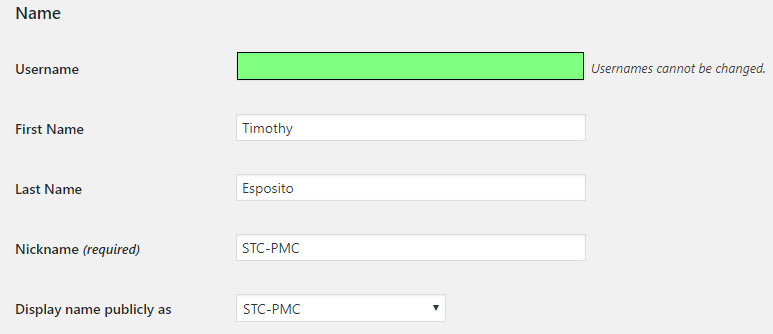 Name
Username Usernames cannot be changed.
First Name Timothy
Last Name Esposito
Nickname (required) STC-PMC
Display name publicly as STC-PMC